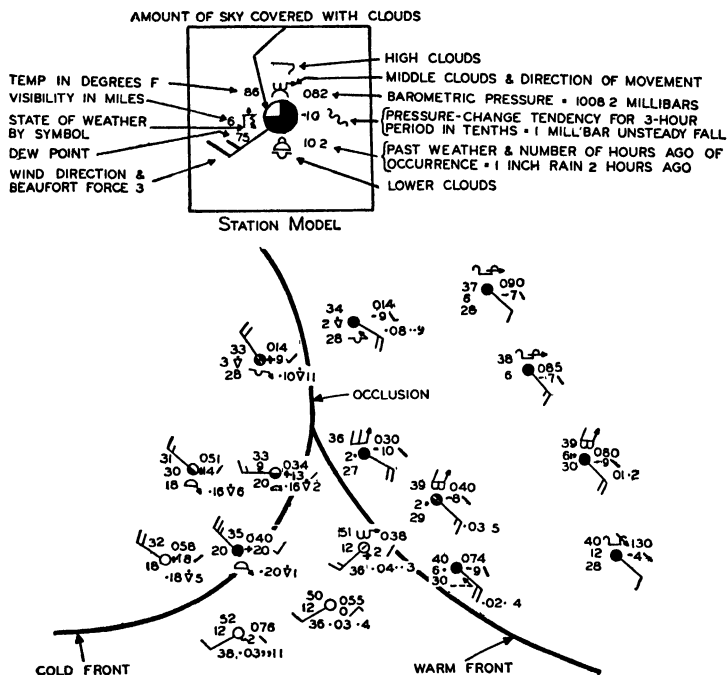 AMOUNT OF SKY COVERED WITH CLOUDS
HIGH CLOUDS
MIDDLE CLOUDS & DIRECTION OF MOVEMENT
TEMP IN DEGREES F
86
082
BAROMETRIC PRESSURE = 1008 2 MILLIBARS
VISIBILITY IN MILES
6
-10
PRESSURE-CHANGE TENDENCY FOR 3-HOUR
PERIOD IN TENTHS = 1 MILL'BAR UNSTEADY FALL
STATE OF WEATHER
BY SYMBOL
75
DEW POINT
10 2
PAST WEATHER & NUMBER OF HOURS AGO OF
OCCURRENCE = 1 INCH RAIN 2 HOURS AGO
WIND DIRECTION &
BEAUFORT FORCE 3
LOWER CLOUDS
STATION MODEL
37 090
6 -7
28
34 014
2 -9
28 .08
33 014
3 +9
28 .10 11
38 085
6 -7
OCCLUSION
36 030
2 -10
27
39 080
6 -9
30 01.2
31 051
30 14
18 .16 6
33 034
9 +13
20 .16 2
39 040
2 -8
29 .03 5
32 058
18 18
.18 5
35 040
20 +20
.20 1
151 038
12 +2
36 .04 3
40 074
6 -9
30
.02 4
40 130
12 -4
28
50 055
12 0
36 .03 .4
52 076
12 -2
38 .03 11
COLD FRONT
WARM FRONT